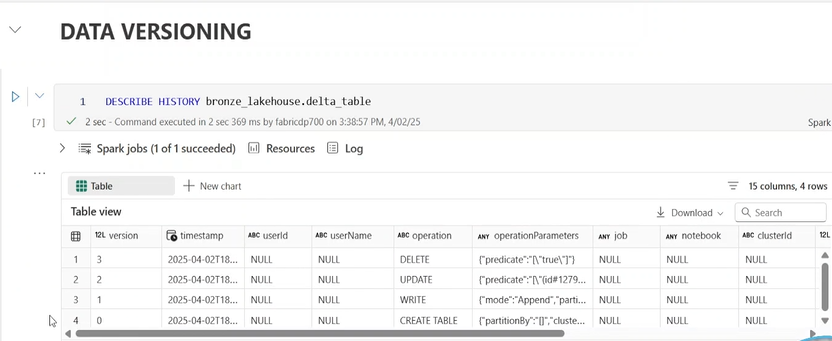 DATA VERSIONING
1 DESCRIBE HISTORY bronze_lakehouse.delta_table
[7] 2 sec - Command executed in 2 sec 369 ms by fabricdp700 on 3:38:57 PM, 4/02/25 Spark
Spark jobs (1 of 1 succeeded) Resources Log
...
Table New chart 15 columns, 4 rows
Table view Download Search
12L version timestamp ABC userId ABC userName ABC operation ANY operationParameters ANY job ANY notebook ABC clusterId 12L
1 3 2025-04-02T18... NULL NULL DELETE {"predicate":"[\"true\"]"} NULL NULL NULL
2 2 2025-04-02T18... NULL NULL UPDATE {"predicate":"[\"(id#1279... NULL NULL NULL
3 1 2025-04-02T18... NULL NULL WRITE {"mode":"Append","parti... NULL NULL NULL
4 0 2025-04-02T18... NULL NULL CREATE TABLE {"partitionBy":"[]","cluste... NULL NULL NULL